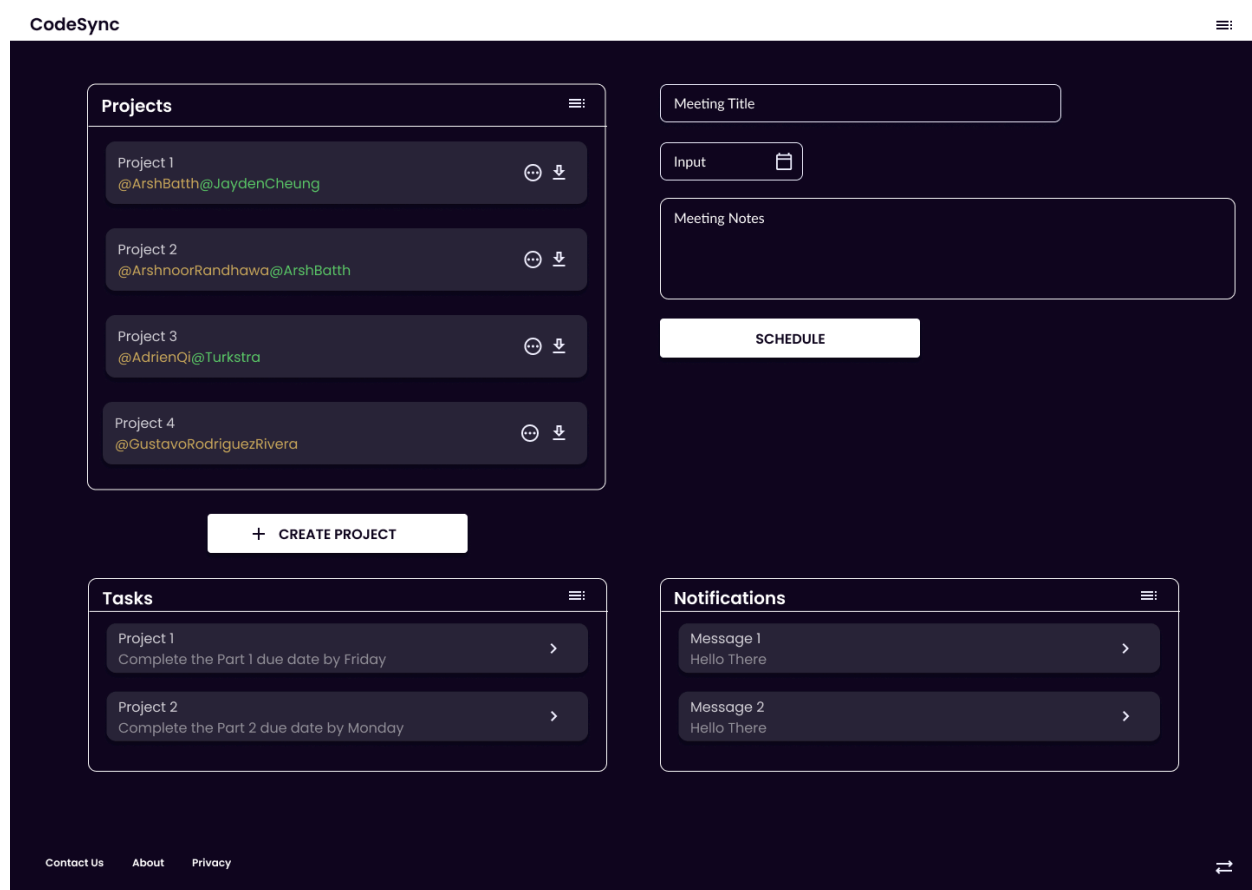 CodeSync
Projects
Project 1
@ArshBatth@JaydenCheung
Project 2
@ArshnoorRandhawa@ArshBatth
Project 3
@AdrienQi@Turkstra
Project 4
@GustavoRodriguezRivera
CREATE PROJECT
Meeting Title
Input
Meeting Notes
SCHEDULE
Tasks
Project 1
Complete the Part 1 due date by Friday
Project 2
Complete the Part 2 due date by Monday
Notifications
Message 1
Hello There
Message 2
Hello There
Contact Us About Privacy